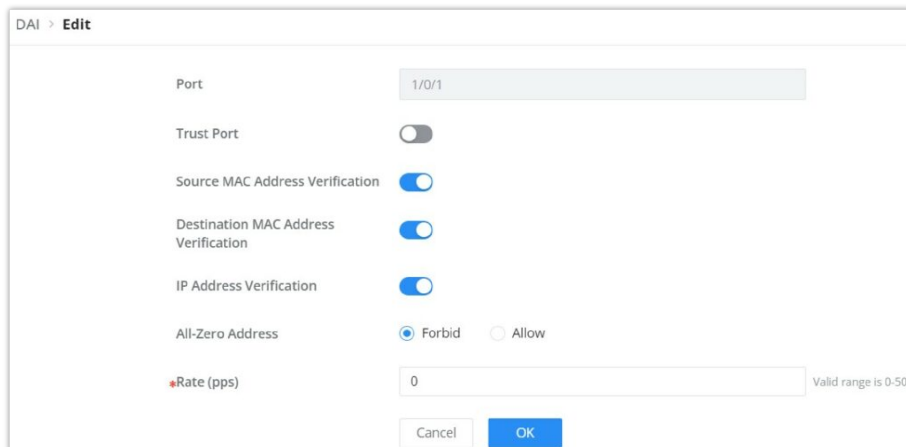 DAI > Edit
Port 1/0/1
Trust Port
Source MAC Address Verification
Destination MAC Address
Verification
IP Address Verification
All-Zero Address Forbid Allow
*Rate (pps) 0 Valid range is 0-50
Cancel OK